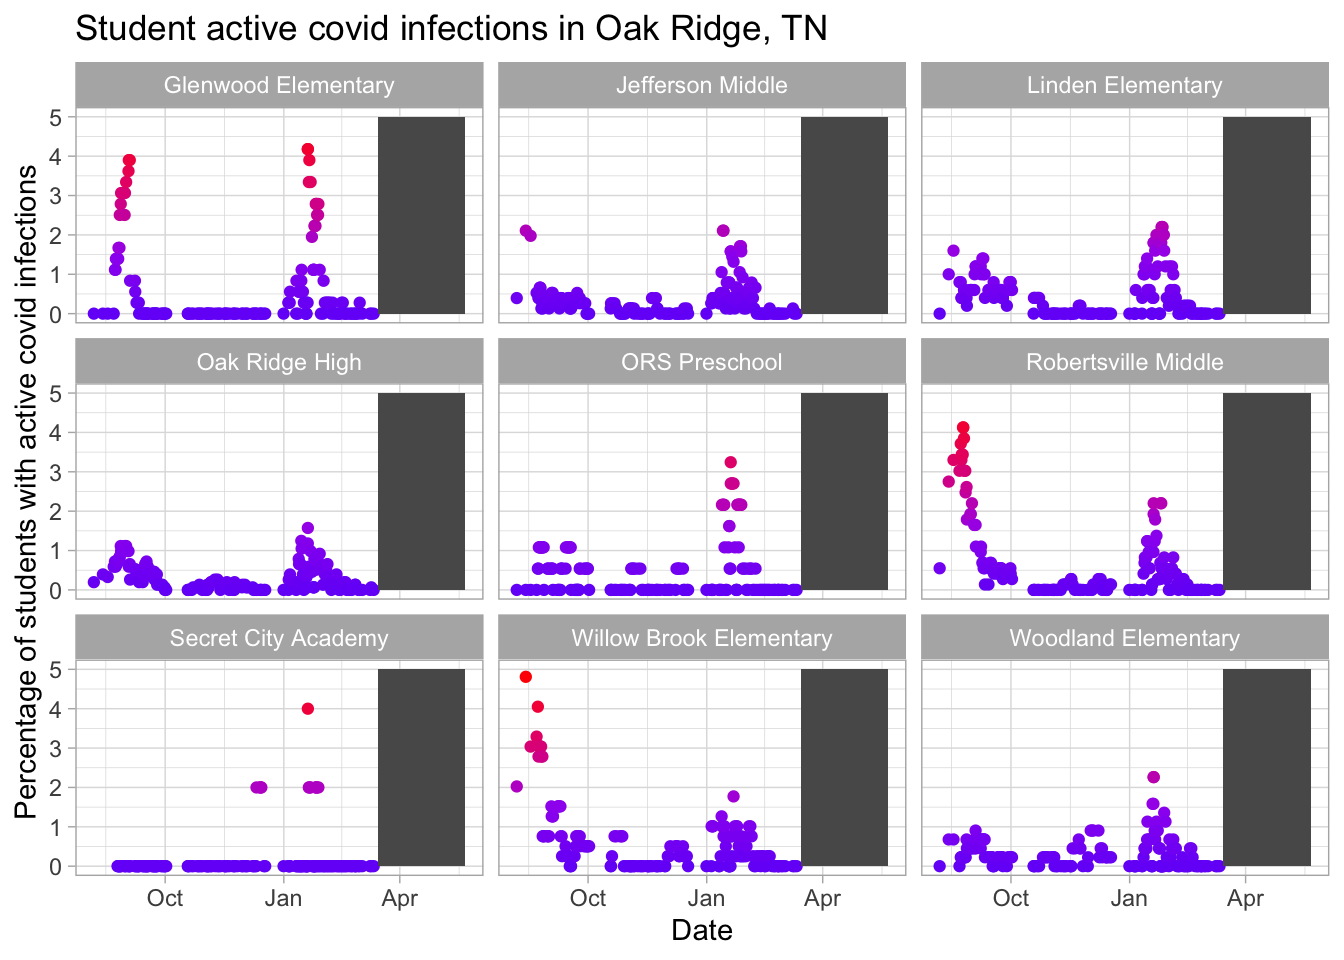 Student active covid infections in Oak Ridge, TN
Glenwood Elementary
Jefferson Middle
Linden Elementary
5
4
3
2
1
0
Oak Ridge High
ORS Preschool
Robertsville Middle
5
4
3
2
1
0
Secret City Academy
Willow Brook Elementary
Woodland Elementary
5
4
3
2
1
0
Oct Jan Apr
Oct Jan Apr
Oct Jan Apr
Date
Percentage of students with active covid infections